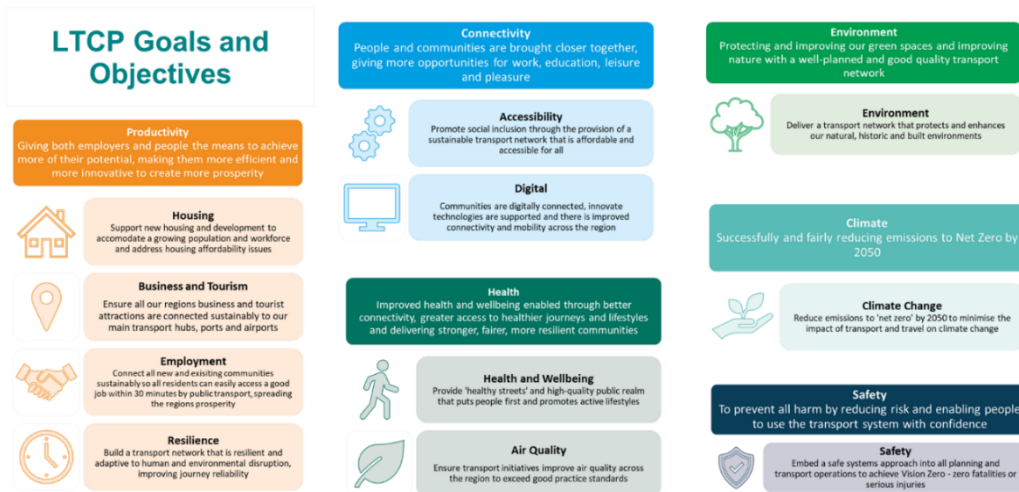 LTCP Goals and
Objectives
Productivity
Giving both employers and people the means to achieve
more of their potential, making them more efficient and
more innovative to create more prosperity
Housing
Support new housing and development to
accomodate a growing population and workforce
and address housing affordability issues
Business and Tourism
Ensure all our regions business and tourist
attractions are connected sustainably to our
main transport hubs, ports and airports
Employment
Connect all new and exisiting communities
sustainably so all residents can easily access a good
job within 30 minutes by public transport, spreading
the regions prosperity
Resilience
Build a transport network that is resilient and
adaptive to human and environmental disruption,
improving journey reliability
Connectivity
People and communities are brought closer together,
giving more opportunities for work, education, leisure
and pleasure
Accessibility
Promote social inclusion through the provision of a
sustainable transport network that is affordable and
accessible for all
Digital
Communities are digitally connected, innovate
technologies are supported and there is improved
connectivity and mobility across the region
Health
Improved health and wellbeing enabled through better
connectivity, greater access to healthier journeys and lifestyles
and delivering stronger, fairer, more resilient communities
Health and Wellbeing
Provide 'healthy streets' and high-quality public realm
that puts people first and promotes active lifestyles
Air Quality
Ensure transport initiatives improve air quality across
the region to exceed good practice standards
Environment
Protecting and improving our green spaces and improving
nature with a well-planned and good quality transport
network
Environment
Deliver a transport network that protects and enhances
our natural, historic and built environments
Climate
Successfully and fairly reducing emissions to Net Zero by
2050
Climate Change
Reduce emissions to 'net zero' by 2050 to minimise the
impact of transport and travel on climate change
Safety
To prevent all harm by reducing risk and enabling people
to use the transport system with confidence
Safety
Embed a safe systems approach into all planning and
transport operations to achieve Vision Zero - zero fatalities or
serious injuries